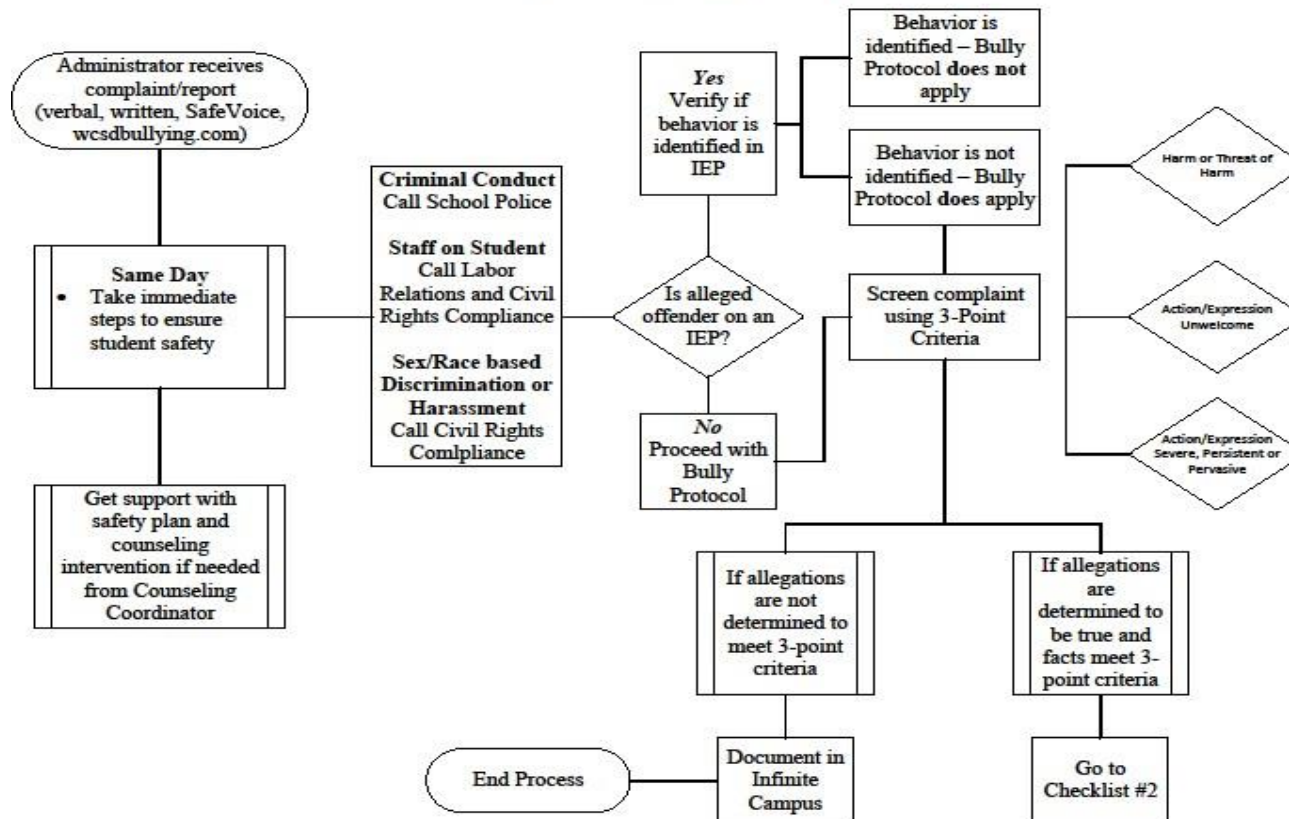 Administrator receives
complaint/report
(verbal, written, SafeVoice,
wcsdbullying.com)
Same Day
• Take immediate
steps to ensure
student safety
Get support with
safety plan and
counseling
intervention if needed
from Counseling
Coordinator
Criminal Conduct
Call School Police
Staff on Student
Call Labor
Relations and Civil
Rights Compliance
Sex/Race based
Discrimination or
Harassment
Call Civil Rights
Comlpliance
Is alleged
offender on an
IEP?
Yes
Verify if
behavior is
identified in
IEP
No
Proceed with
Bully
Protocol
Behavior is
identified – Bully
Protocol does not
apply
Behavior is not
identified – Bully
Protocol does apply
Screen complaint
using 3-Point
Criteria
Harm or Threat of
Harm
Action/Expression
Unwelcome
Action/Expression
Severe, Persistent or
Pervasive
If allegations
are not
determined to
meet 3-point
criteria
If allegations
are
determined to
be true and
facts meet 3-
point criteria
Document in
Infinite
Campus
End Process
Go to
Checklist #2